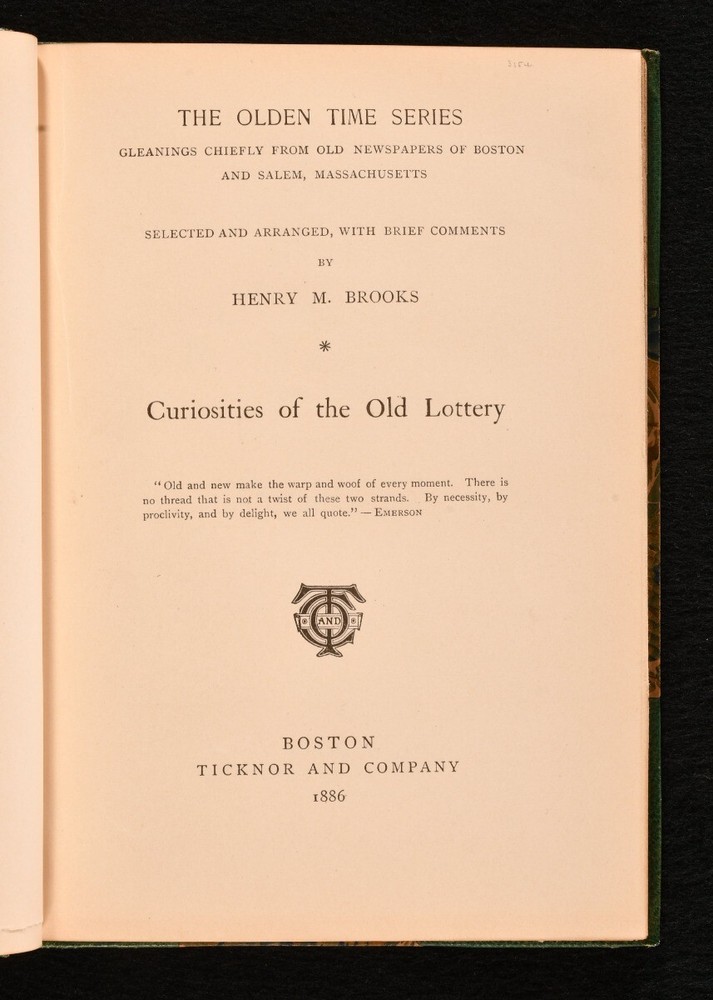 THE OLDEN TIME SERIES
GLEANINGS CHIEFLY FROM OLD NEWSPAPERS OF BOSTON
AND SALEM, MASSACHUSETTS
SELECTED AND ARRANGED, WITH BRIEF COMMENTS
BY
HENRY M. BROOKS
*
Curiosities of the Old Lottery
“Old and new make the warp and woof of every moment. There is
no thread that is not a twist of these two strands. By necessity, by
proclivity, and by delight, we all quote.” — EMERSON
T AND C
BOSTON
TICKNOR AND COMPANY
1886